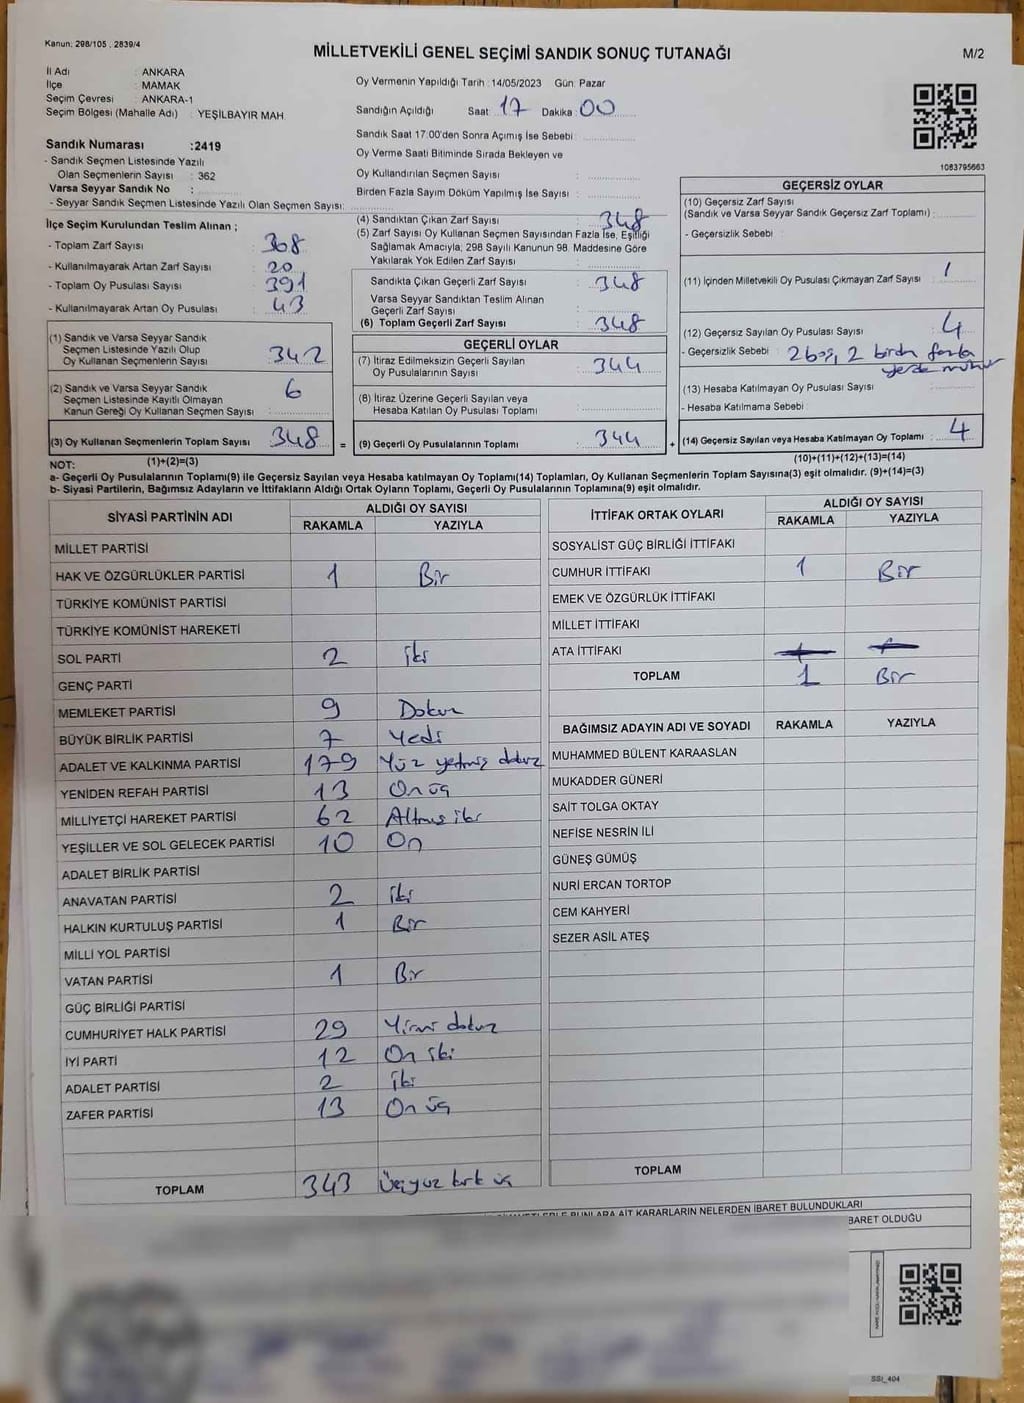 Kanun: 298/105 , 2839/4
MİLLETVEKİLİ GENEL SEÇİMİ SANDIK SONUÇ TUTANAĞI
M/2
İl Adı : ANKARA
İlçe : MAMAK
Seçim Çevresi : ANKARA-1
Seçim Bölgesi (Mahalle Adı) : YEŞİLBAYIR MAH.
Sandık Numarası :2419
- Sandık Seçmen Listesinde Yazılı
Olan Seçmenlerin Sayısı : 362
Varsa Seyyar Sandık No :
- Seyyar Sandık Seçmen Listesinde Yazılı Olan Seçmen Sayısı:
İlçe Seçim Kurulundan Teslim Alınan ;
- Toplam Zarf Sayısı : 368
- Kullanılmayarak Artan Zarf Sayısı : 20
- Toplam Oy Pusulası Sayısı : 391
- Kullanılmayarak Artan Oy Pusulası : 43
(1) Sandık ve Varsa Seyyar Sandık
Seçmen Listesinde Yazılı Olup
Oy Kullanan Seçmenlerin Sayısı : 342
(2) Sandık ve Varsa Seyyar Sandık
Seçmen Listesinde Kayıtlı Olmayan
Kanun Gereği Oy Kullanan Seçmen Sayısı : 6
(3) Oy Kullanan Seçmenlerin Toplam Sayısı : 348 =
Oy Vermenin Yapıldığı Tarih :14/05/2023 Gün: Pazar
Sandığın Açıldığı Saat: 17 Dakika: 00
Sandık Saat 17:00'den Sonra Açımış İse Sebebi :
Oy Verme Saati Bitiminde Sırada Bekleyen ve
Oy Kullandırılan Seçmen Sayısı :
Birden Fazla Sayım Döküm Yapılmış İse Sayısı :
(4) Sandıktan Çıkan Zarf Sayısı : 348
(5) Zarf Sayısı Oy Kullanan Seçmen Sayısından Fazla İse, Eşitliği
Sağlamak Amacıyla, 298 Sayılı Kanunun 98. Maddesine Göre
Yakılarak Yok Edilen Zarf Sayısı :
Sandıkta Çıkan Geçerli Zarf Sayısı : 348
Varsa Seyyar Sandıktan Teslim Alınan
Geçerli Zarf Sayısı :
(6) Toplam Geçerli Zarf Sayısı : 348
GEÇERLİ OYLAR
(7) İtiraz Edilmeksizin Geçerli Sayılan
Oy Pusulalarının Sayısı : 344
(8) İtiraz Üzerine Geçerli Sayılan veya
Hesaba Katılan Oy Pusulası Toplamı :
(9) Geçerli Oy Pusulalarının Toplamı : 344 +
1083795663
GEÇERSİZ OYLAR
(10) Geçersiz Zarf Sayısı
(Sandık ve Varsa Seyyar Sandık Geçersiz Zarf Toplamı) :
- Geçersizlik Sebebi :
(11) İçinden Milletvekili Oy Pusulası Çıkmayan Zarf Sayısı : 1
(12) Geçersiz Sayılan Oy Pusulası Sayısı : 4
- Geçersizlik Sebebi : 2 boş, 2 birden fazla
yerde mühür
(13) Hesaba Katılmayan Oy Pusulası Sayısı :
- Hesaba Katılmama Sebebi :
(14) Geçersiz Sayılan veya Hesaba Katılmayan Oy Toplamı : 4
NOT: (1)+(2)=(3) (10)+(11)+(12)+(13)=(14)
a- Geçerli Oy Pusulalarının Toplamı(9) ile Geçersiz Sayılan veya Hesaba katılmayan Oy Toplamı(14) Toplamları, Oy Kullanan Seçmenlerin Toplam Sayısına(3) eşit olmalıdır. (9)+(14)=(3)
b- Siyasi Partilerin, Bağımsız Adayların ve İttifakların Aldığı Ortak Oyların Toplamı, Geçerli Oy Pusulalarının Toplamına(9) eşit olmalıdır.
SİYASİ PARTİNİN ADI
ALDIĞI OY SAYISI
RAKAMLA YAZIYLA
MİLLET PARTİSİ
HAK VE ÖZGÜRLÜKLER PARTİSİ 1 Bir
TÜRKİYE KOMÜNİST PARTİSİ
TÜRKİYE KOMÜNİST HAREKETİ
SOL PARTİ 2 iki
GENÇ PARTİ
MEMLEKET PARTİSİ 9 Dokuz
BÜYÜK BİRLİK PARTİSİ 7 Yedi
ADALET VE KALKINMA PARTİSİ 179 Yüz yetmiş dokuz
YENİDEN REFAH PARTİSİ 13 On üç
MİLLİYETÇİ HAREKET PARTİSİ 62 Altmış iki
YEŞİLLER VE SOL GELECEK PARTİSİ 10 On
ADALET BİRLİK PARTİSİ
ANAVATAN PARTİSİ 2 iki
HALKIN KURTULUŞ PARTİSİ 1 Bir
MİLLİ YOL PARTİSİ
VATAN PARTİSİ 1 Bir
GÜÇ BİRLİĞİ PARTİSİ
CUMHURİYET HALK PARTİSİ 29 Yirmi dokuz
İYİ PARTİ 12 On iki
ADALET PARTİSİ 2 iki
ZAFER PARTİSİ 13 On üç
TOPLAM 343 Üçyüz kırk üç
İTTİFAK ORTAK OYLARI
ALDIĞI OY SAYISI
RAKAMLA YAZIYLA
SOSYALİST GÜÇ BİRLİĞİ İTTİFAKI
CUMHUR İTTİFAKI 1 Bir
EMEK VE ÖZGÜRLÜK İTTİFAKI
MİLLET İTTİFAKI
ATA İTTİFAKI
TOPLAM 1 Bir
BAĞIMSIZ ADAYIN ADI VE SOYADI RAKAMLA YAZIYLA
MUHAMMED BÜLENT KARAASLAN
MUKADDER GÜNERİ
SAİT TOLGA OKTAY
NEFİSE NESRİN İLİ
GÜNEŞ GÜMÜŞ
NURİ ERCAN TORTOP
CEM KAHYERİ
SEZER ASİL ATEŞ
TOPLAM
BUNLARA AİT KARARLARIN NELERDEN İBARET BULUNDUKLARI
BARET OLDUĞU
SSI_404